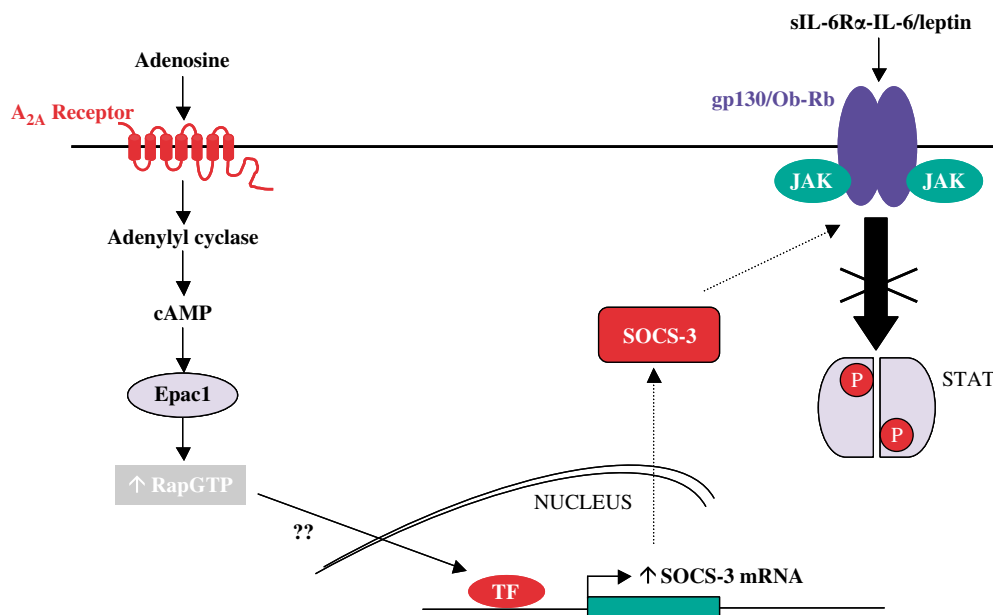 sIL-6Rα-IL-6/leptin
Adenosine
A2A Receptor
gp130/Ob-Rb
JAK
JAK
Adenylyl cyclase
cAMP
SOCS-3
Epac1
STAT
P
P
↑ RapGTP
NUCLEUS
??
TF
↑ SOCS-3 mRNA